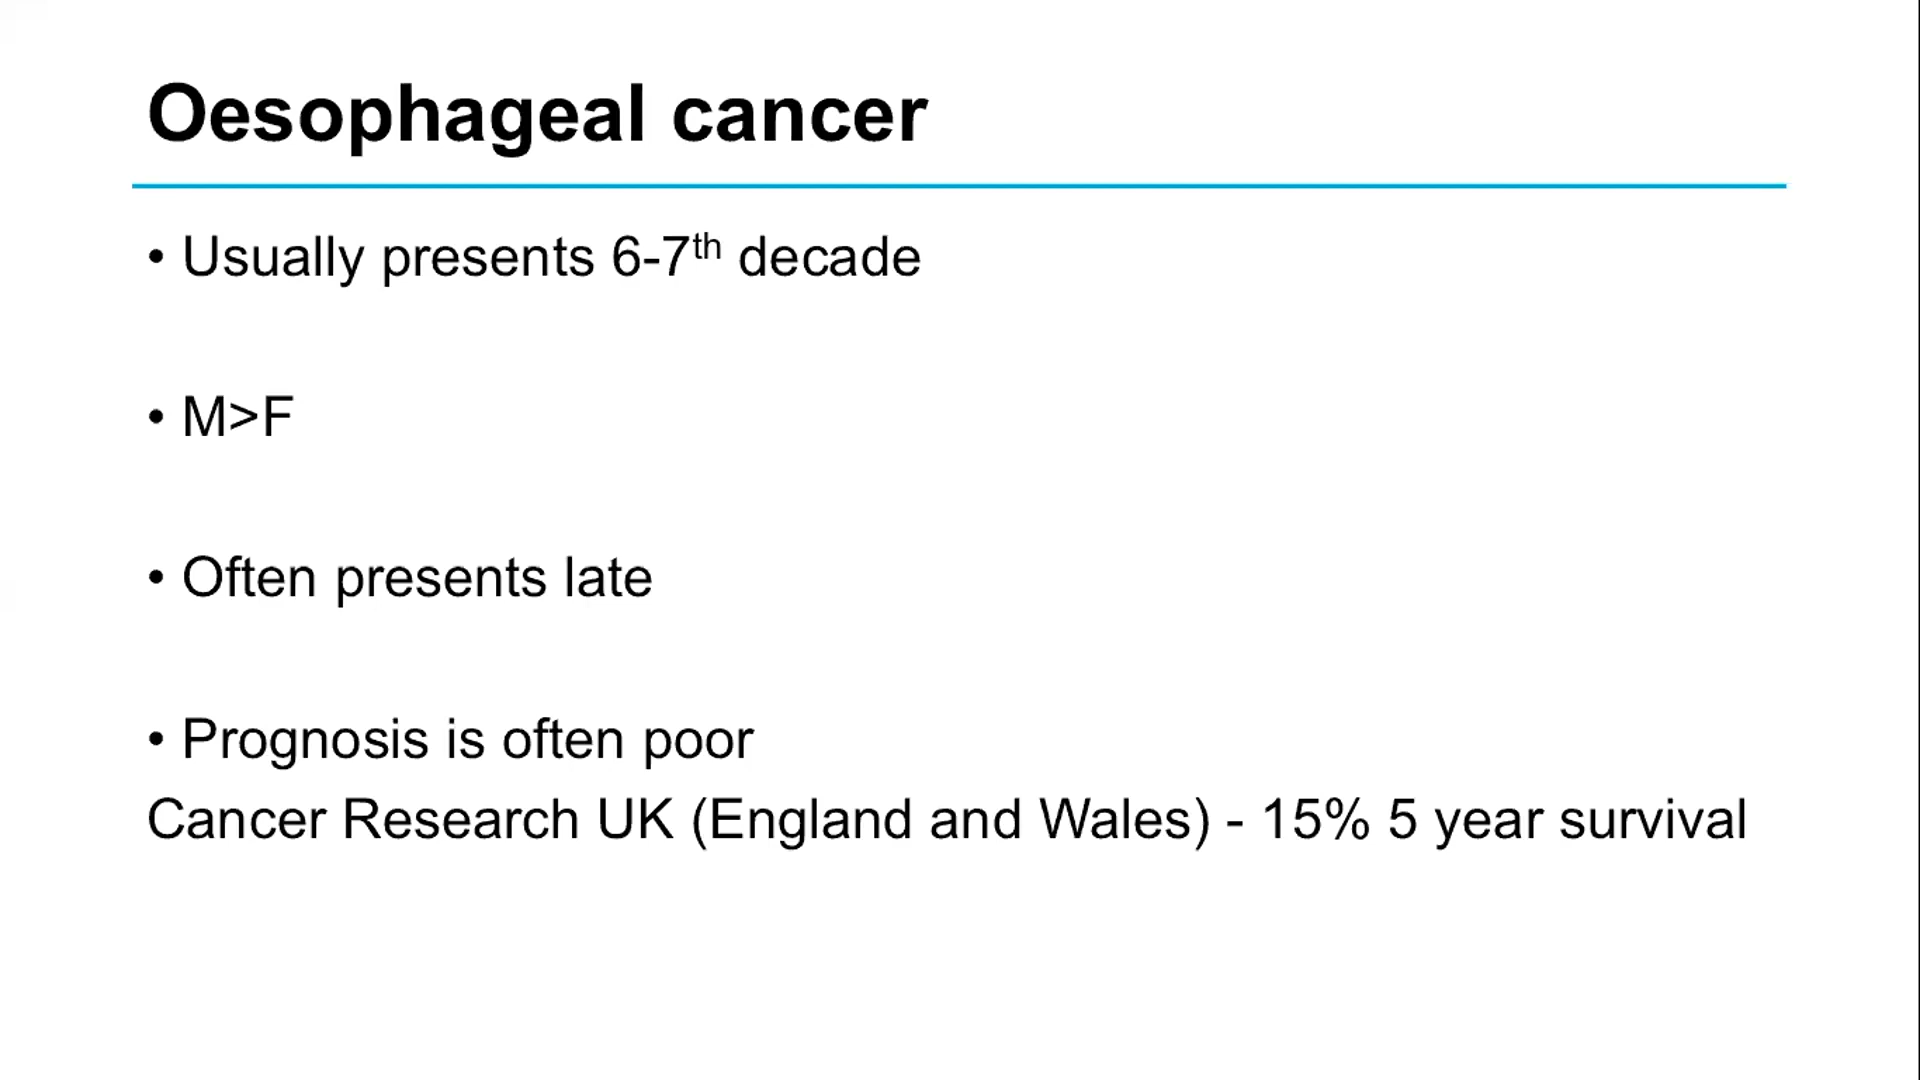 Oesophageal cancer
• Usually presents 6-7th decade
• M>F
• Often presents late
• Prognosis is often poor
Cancer Research UK (England and Wales) - 15% 5 year survival